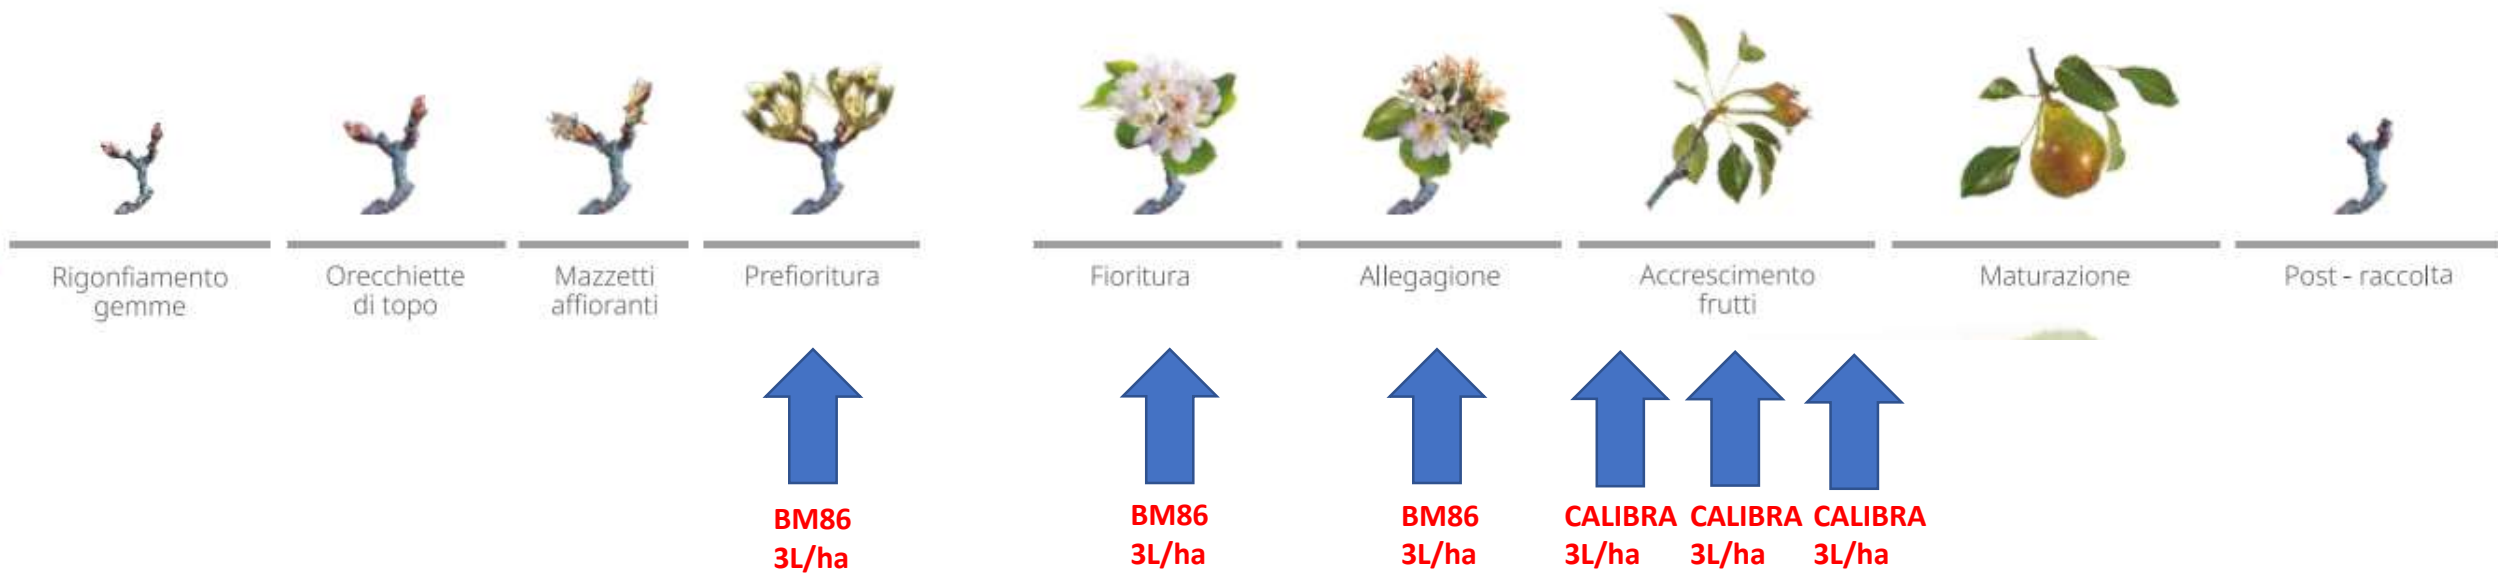 Rigonfiamento
gemme
Orecchiette
di topo
Mazzetti
affioranti
Prefioritura
Fioritura
Allegagione
Accrescimento
frutti
Maturazione
Post - raccolta
BM86
3L/ha
BM86
3L/ha
BM86
3L/ha
CALIBRA
3L/ha
CALIBRA
3L/ha
CALIBRA
3L/ha